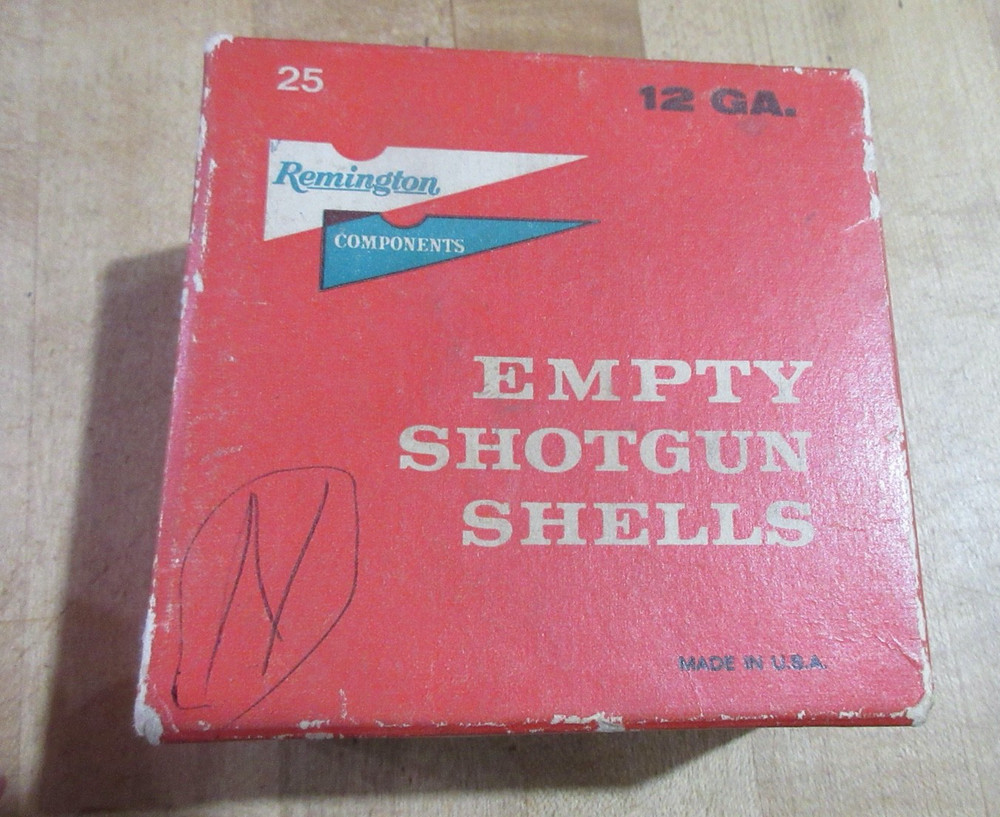 25
12 GA.
Remington
COMPONENTS
EMPTY
SHOTGUN
SHELLS
N
MADE IN U.S.A.